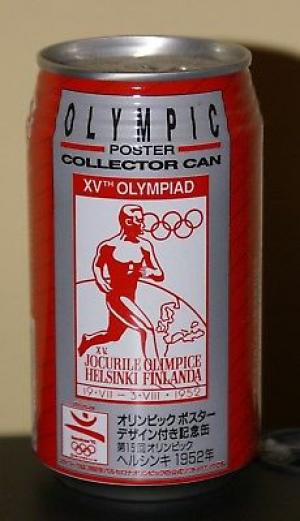 OLYMPIC
POSTER
COLLECTOR CAN
XVTH OLYMPIAD
XV.
JOCURILE OLIMPICE
HELSINKI FINLANDA
19·VII – 3·VIII·1952
オリンピック ポスター
デザイン付き記念缶
第15回オリンピック
ヘルシンキ 1952年